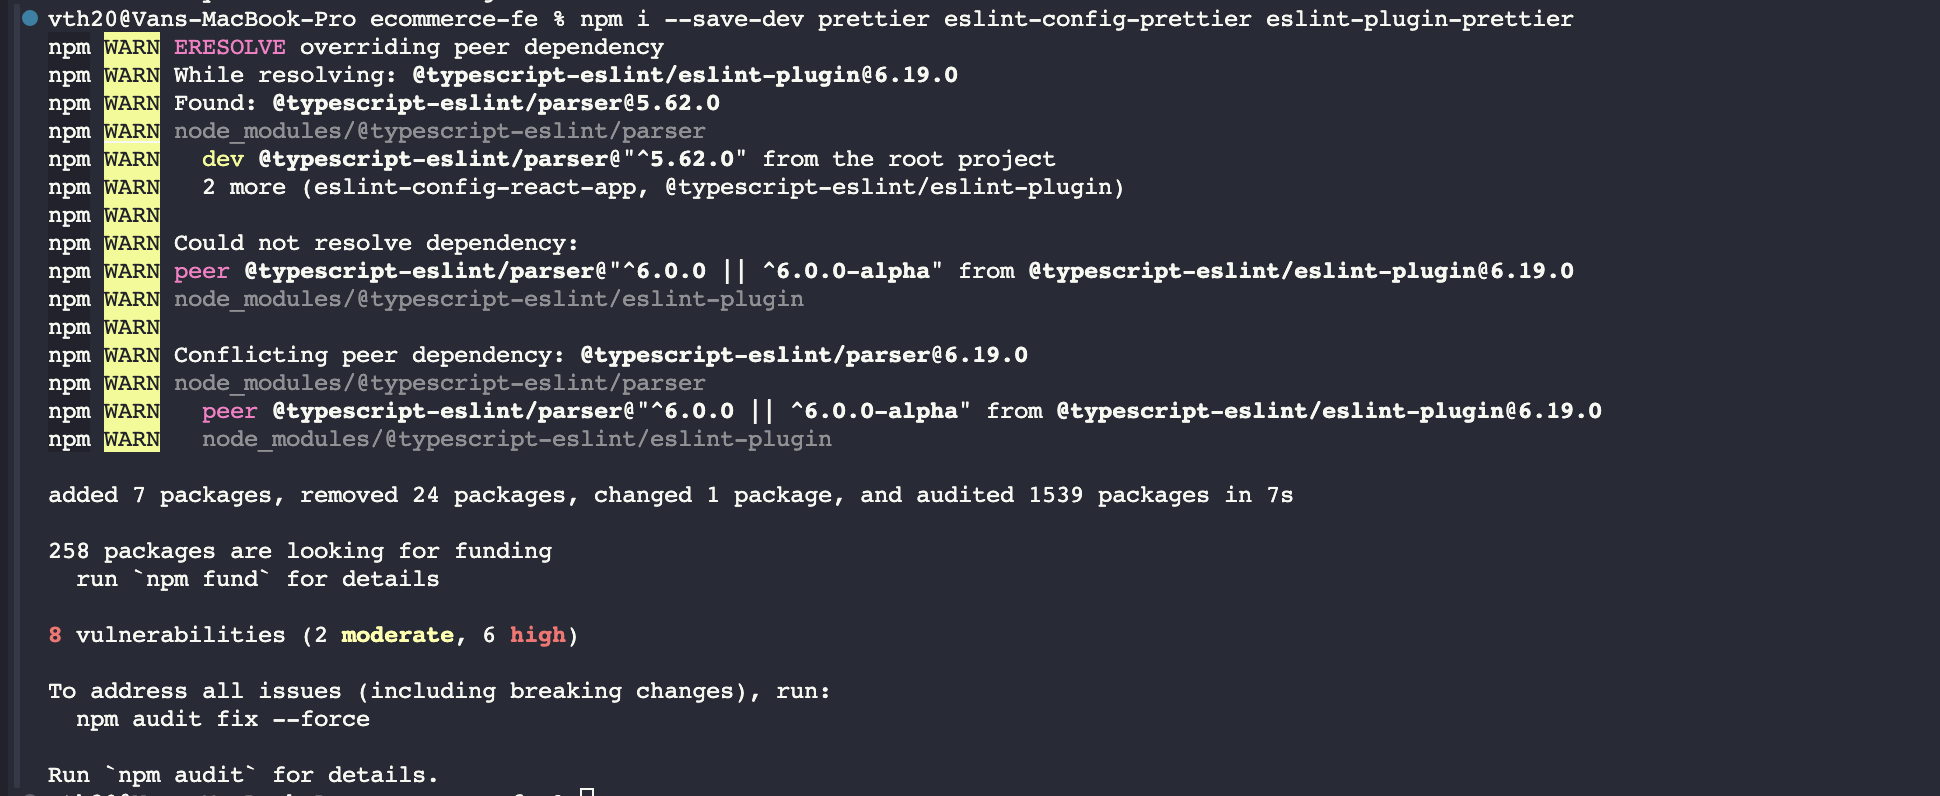 vth20@Vans-MacBook-Pro ecommerce-fe % npm i --save-dev prettier eslint-config-prettier eslint-plugin-prettier
npm WARN ERESOLVE overriding peer dependency
npm WARN While resolving: @typescript-eslint/eslint-plugin@6.19.0
npm WARN Found: @typescript-eslint/parser@5.62.0
npm WARN node_modules/@typescript-eslint/parser
npm WARN   dev @typescript-eslint/parser@"^5.62.0" from the root project
npm WARN   2 more (eslint-config-react-app, @typescript-eslint/eslint-plugin)
npm WARN
npm WARN Could not resolve dependency:
npm WARN peer @typescript-eslint/parser@"^6.0.0 || ^6.0.0-alpha" from @typescript-eslint/eslint-plugin@6.19.0
npm WARN node_modules/@typescript-eslint/eslint-plugin
npm WARN
npm WARN Conflicting peer dependency: @typescript-eslint/parser@6.19.0
npm WARN node_modules/@typescript-eslint/parser
npm WARN   peer @typescript-eslint/parser@"^6.0.0 || ^6.0.0-alpha" from @typescript-eslint/eslint-plugin@6.19.0
npm WARN   node_modules/@typescript-eslint/eslint-plugin
added 7 packages, removed 24 packages, changed 1 package, and audited 1539 packages in 7s
258 packages are looking for funding
  run `npm fund` for details
8 vulnerabilities (2 moderate, 6 high)
To address all issues (including breaking changes), run:
  npm audit fix --force
Run `npm audit` for details.